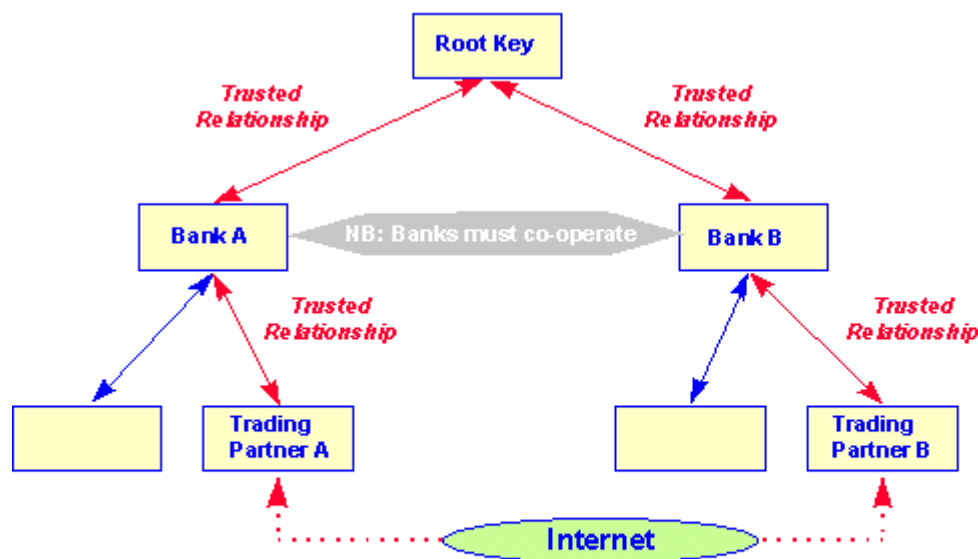 Root Key
Trusted
Relationship
Trusted
Relationship
Bank A
NB: Banks must co-operate
Bank B
Trusted
Relationship
Trusted
Relationship
Trading
Partner A
Trading
Partner B
Internet